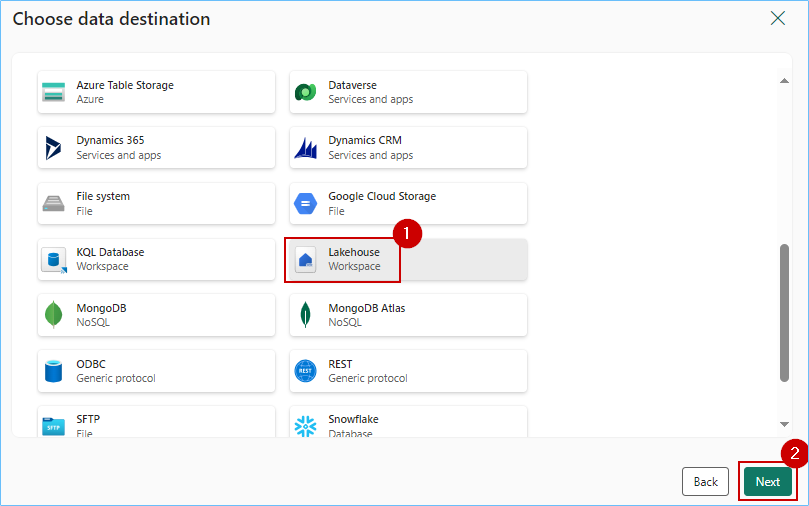 Choose data destination
Azure Table Storage
Azure
Dataverse
Services and apps
Dynamics 365
Services and apps
Dynamics CRM
Services and apps
File system
File
Google Cloud Storage
File
1
KQL Database
Workspace
Lakehouse
Workspace
MongoDB
NoSQL
MongoDB Atlas
NoSQL
ODBC
Generic protocol
REST
REST
Generic protocol
SFTP
SFTP
File
Snowflake
Database
2
Back
Next